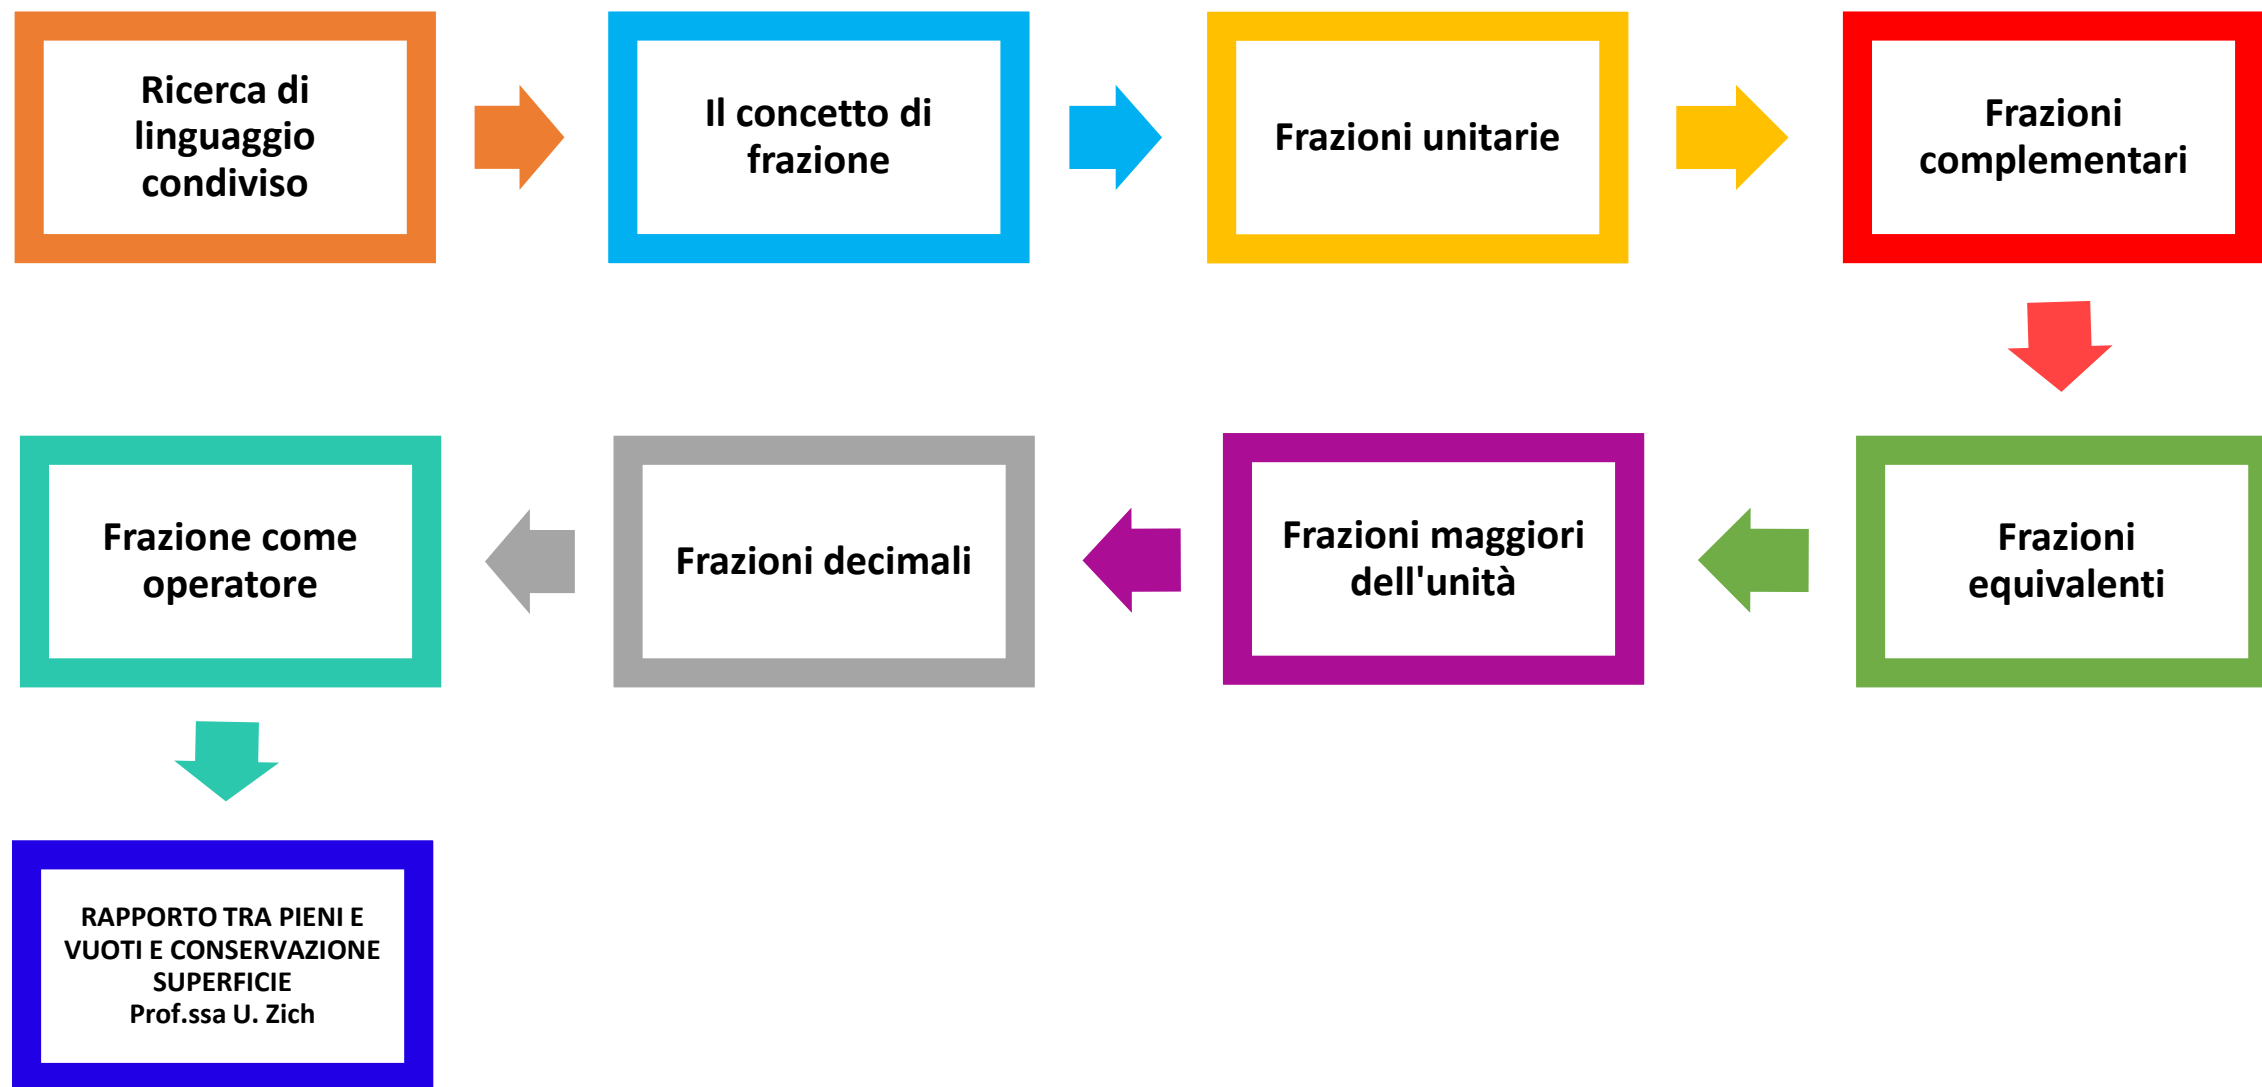 Ricerca di
linguaggio
condiviso
Il concetto di
frazione
Frazioni unitarie
Frazioni
complementari
Frazioni
equivalenti
Frazioni maggiori
dell'unità
Frazioni decimali
Frazione come
operatore
RAPPORTO TRA PIENI E
VUOTI E CONSERVAZIONE
SUPERFICIE
Prof.ssa U. Zich